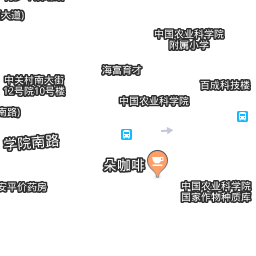 大道)
中国农业科学院
附属小学
海富育才
中关村南大街
12号院10号楼
百成科技楼
中国农业科学院
南路)
学院南路
朵咖啡
安平价药房
中国农业科学院
国家作物种质库